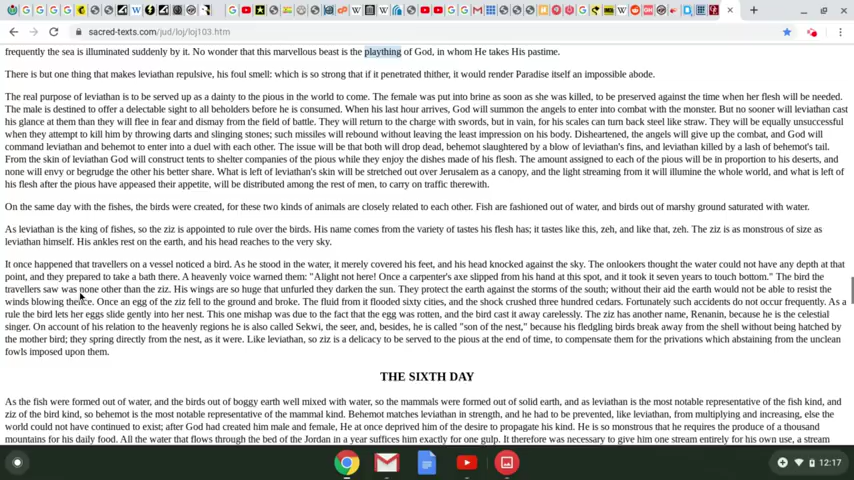 sacred-texts.com/jud/loj/loj103.htm
frequently the sea is illuminated suddenly by it. No wonder that this marvellous beast is the plaything of God, in whom He takes His pastime.
There is but one thing that makes leviathan repulsive, his foul smell: which is so strong that if it penetrated thither, it would render Paradise itself an impossible abode.
The real purpose of leviathan is to be served up as a dainty to the pious in the world to come. The female was put into brine as soon as she was killed, to be preserved against the time when her flesh will be needed.
The male is destined to offer a delectable sight to all beholders before he is consumed. When his last hour arrives, God will summon the angels to enter into combat with the monster. But no sooner will leviathan cast
his glance at them than they will flee in fear and dismay from the field of battle. They will return to the charge with swords, but in vain, for his scales can turn back steel like straw. They will be equally unsuccessful
when they attempt to kill him by throwing darts and slinging stones; such missiles will rebound without leaving the least impression on his body. Disheartened, the angels will give up the combat, and God will
command leviathan and behemot to enter into a duel with each other. The issue will be that both will drop dead, behemot slaughtered by a blow of leviathan's fins, and leviathan killed by a lash of behemot's tail.
From the skin of leviathan God will construct tents to shelter companies of the pious while they enjoy the dishes made of his flesh. The amount assigned to each of the pious will be in proportion to his deserts, and
none will envy or begrudge the other his better share. What is left of leviathan's skin will be stretched out over Jerusalem as a canopy, and the light streaming from it will illumine the whole world, and what is left of
his flesh after the pious have appeased their appetite, will be distributed among the rest of men, to carry on traffic therewith.
On the same day with the fishes, the birds were created, for these two kinds of animals are closely related to each other. Fish are fashioned out of water, and birds out of marshy ground saturated with water.
As leviathan is the king of fishes, so the ziz is appointed to rule over the birds. His name comes from the variety of tastes his flesh has; it tastes like this, zeh, and like that, zeh. The ziz is as monstrous of size as
leviathan himself. His ankles rest on the earth, and his head reaches to the very sky.
It once happened that travellers on a vessel noticed a bird. As he stood in the water, it merely covered his feet, and his head knocked against the sky. The onlookers thought the water could not have any depth at that
point, and they prepared to take a bath there. A heavenly voice warned them: "Alight not here! Once a carpenter's axe slipped from his hand at this spot, and it took it seven years to touch bottom." The bird the
travellers saw was none other than the ziz. His wings are so huge that unfurled they darken the sun. They protect the earth against the storms of the south; without their aid the earth would not be able to resist the
winds blowing thence. Once an egg of the ziz fell to the ground and broke. The fluid from it flooded sixty cities, and the shock crushed three hundred cedars. Fortunately such accidents do not occur frequently. As a
rule the bird lets her eggs slide gently into her nest. This one mishap was due to the fact that the egg was rotten, and the bird cast it away carelessly. The ziz has another name, Renanin, because he is the celestial
singer. On account of his relation to the heavenly regions he is also called Sekwi, the seer, and, besides, he is called "son of the nest," because his fledgling birds break away from the shell without being hatched by
the mother bird; they spring directly from the nest, as it were. Like leviathan, so ziz is a delicacy to be served to the pious at the end of time, to compensate them for the privations which abstaining from the unclean
fowls imposed upon them.
THE SIXTH DAY
As the fish were formed out of water, and the birds out of boggy earth well mixed with water, so the mammals were formed out of solid earth, and as leviathan is the most notable representative of the fish kind, and
ziz of the bird kind, so behemot is the most notable representative of the mammal kind. Behemot matches leviathan in strength, and he had to be prevented, like leviathan, from multiplying and increasing, else the
world could not have continued to exist; after God had created him male and female, He at once deprived him of the desire to propagate his kind. He is so monstrous that he requires the produce of a thousand
mountains for his daily food. All the water that flows through the bed of the Jordan in a year suffices him exactly for one gulp. It therefore was necessary to give him one stream entirely for his own use, a stream
12:17